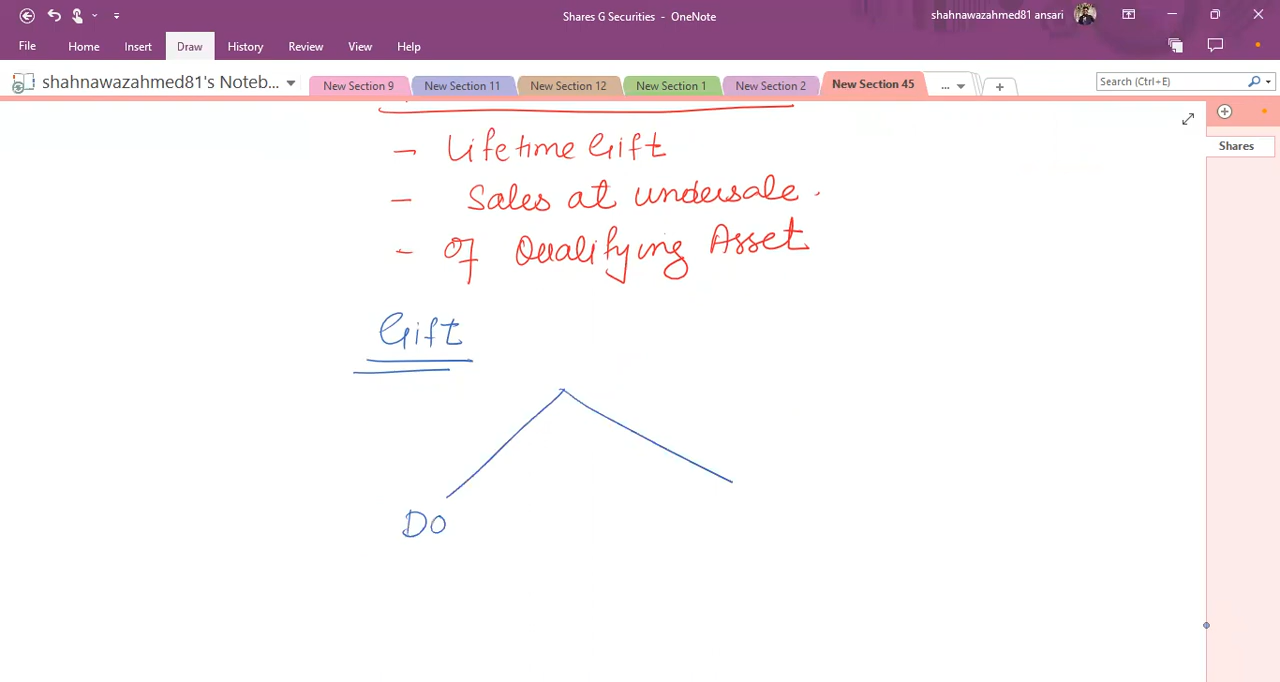 Shares G Securities - OneNote
shahnawazahmed81 ansari
File Home Insert Draw History Review View Help
shahnawazahmed81's Noteb...
New Section 9 New Section 11 New Section 12 New Section 1 New Section 2 New Section 45 ...
Search (Ctrl+E)
Shares
- Lifetime Gift
- Sales at undersale.
- Of Qualifying Asset
Gift
DO